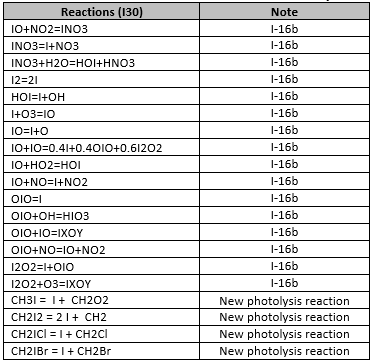 Reactions (I30) Note
IO+NO2=INO3 I-16b
INO3=I+NO3 I-16b
INO3+H2O=HOI+HNO3 I-16b
I2=2I I-16b
HOI=I+OH I-16b
I+O3=IO I-16b
IO=I+O I-16b
IO+IO=0.4I+0.4OIO+0.6I2O2 I-16b
IO+HO2=HOI I-16b
IO+NO=I+NO2 I-16b
OIO=I I-16b
OIO+OH=HIO3 I-16b
OIO+IO=IXOY I-16b
OIO+NO=IO+NO2 I-16b
I2O2=I+OIO I-16b
I2O2+O3=IXOY I-16b
CH3I = I + CH2O2 New photolysis reaction
CH2I2 = 2 I + CH2 New photolysis reaction
CH2ICl = I + CH2Cl New photolysis reaction
CH2IBr = I + CH2Br New photolysis reaction